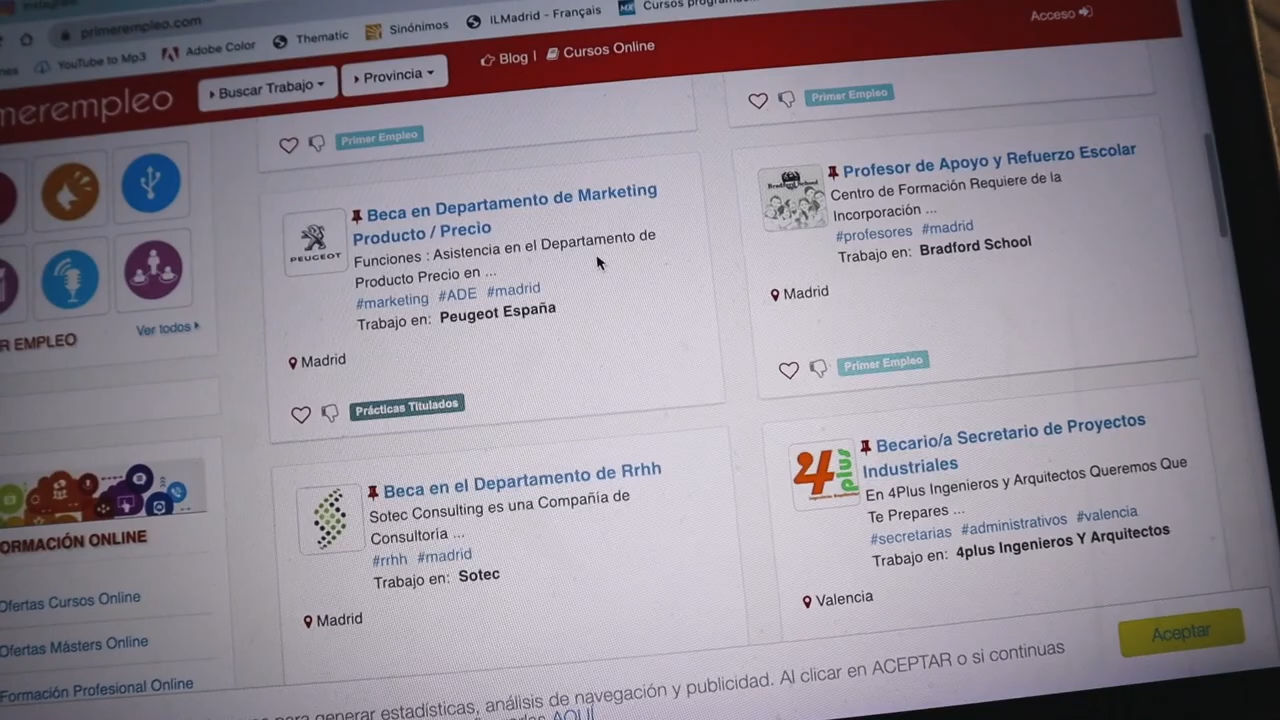 primerempleo.com
YouTube to Mp3
Adobe Color
Thematic
Sinónimos
ILMadrid - Français
merempleo
Buscar Trabajo
Provincia
Blog | Cursos Online
Acceso
Primer Empleo
Primer Empleo
Beca en Departamento de Marketing
Producto / Precio
PEUGEOT
Funciones : Asistencia en el Departamento de
Producto Precio en ...
#marketing #ADE #madrid
Trabajo en: Peugeot España
Madrid
Prácticas Titulados
Profesor de Apoyo y Refuerzo Escolar
Bradford School
Centro de Formación Requiere de la
Incorporación ...
#profesores #madrid
Trabajo en: Bradford School
Madrid
Primer Empleo
Ver todos
R EMPLEO
Beca en el Departamento de Rrhh
Sotec Consulting es una Compañía de
Consultoría ...
#rrhh #madrid
Trabajo en: Sotec
Madrid
Becario/a Secretario de Proyectos
Industriales
4 plus
En 4Plus Ingenieros y Arquitectos Queremos Que
Te Prepares ...
#secretarias #administrativos #valencia
Trabajo en: 4plus Ingenieros Y Arquitectos
Valencia
ORMACIÓN ONLINE
Ofertas Cursos Online
Ofertas Másters Online
Formación Profesional Online
Aceptar
para generar estadísticas, análisis de navegación y publicidad. Al clicar en ACEPTAR o si continuas
AQUÍ